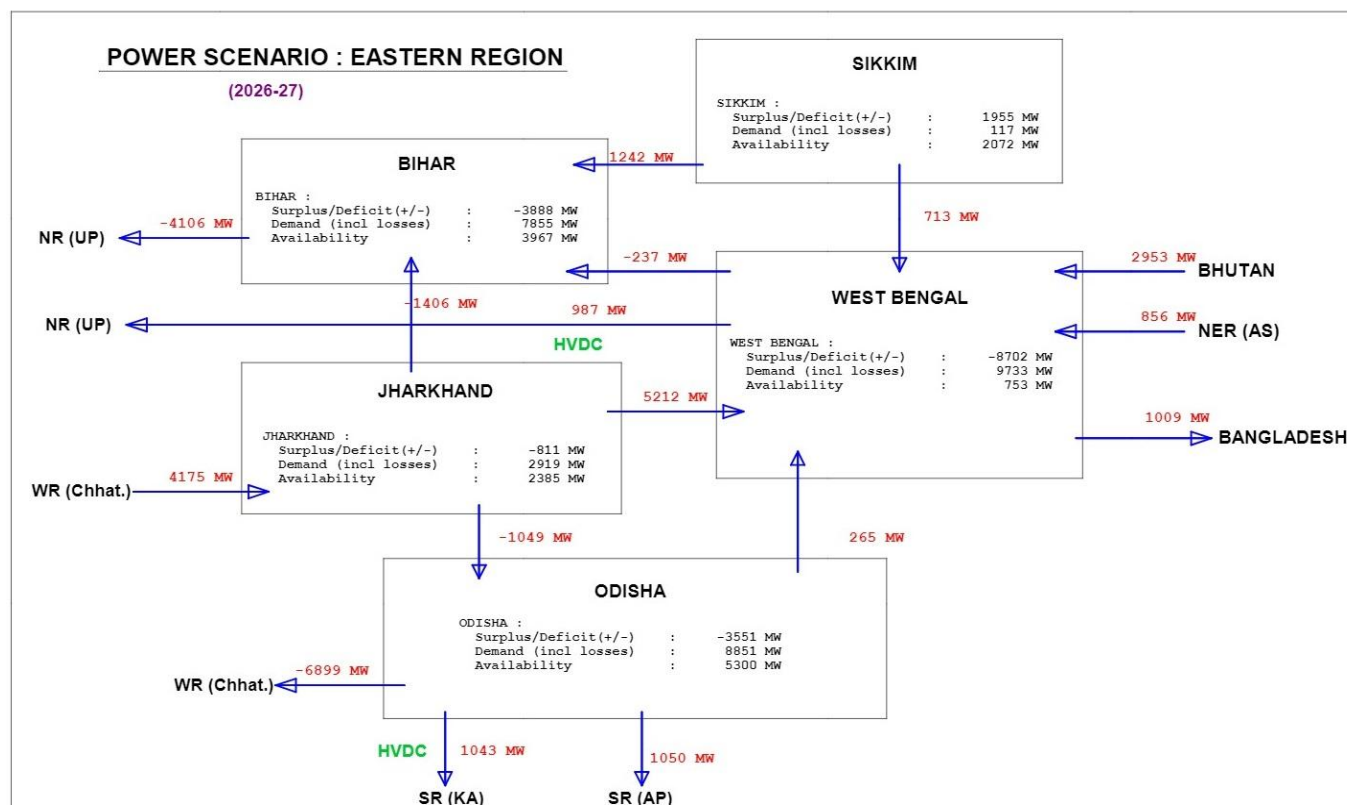 POWER SCENARIO : EASTERN REGION
(2026-27)
SIKKIM
SIKKIM :
Surplus/Deficit(+/-) : 1955 MW
Demand (incl losses) : 117 MW
Availability : 2072 MW
BIHAR
BIHAR :
Surplus/Deficit(+/-) : -3888 MW
Demand (incl losses) : 7855 MW
Availability : 3967 MW
1242 MW
713 MW
-4106 MW
NR (UP)
-237 MW
2953 MW
BHUTAN
WEST BENGAL
WEST BENGAL :
Surplus/Deficit(+/-) : -8702 MW
Demand (incl losses) : 9733 MW
Availability : 753 MW
-1406 MW
987 MW
NR (UP)
HVDC
856 MW
NER (AS)
JHARKHAND
JHARKHAND :
Surplus/Deficit(+/-) : -811 MW
Demand (incl losses) : 2919 MW
Availability : 2385 MW
5212 MW
1009 MW
BANGLADESH
4175 MW
WR (Chhat.)
-1049 MW
265 MW
ODISHA
ODISHA :
Surplus/Deficit(+/-) : -3551 MW
Demand (incl losses) : 8851 MW
Availability : 5300 MW
-6899 MW
WR (Chhat.)
HVDC
1043 MW
1050 MW
SR (KA)
SR (AP)